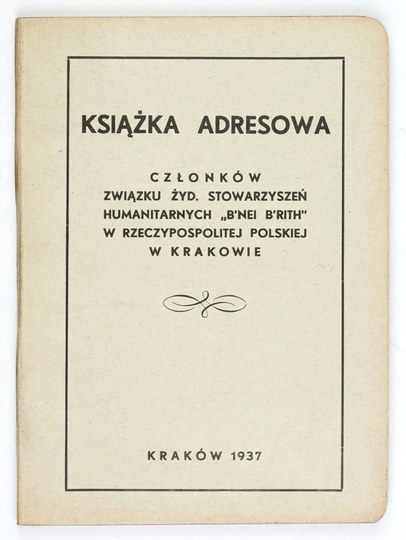 KSIĄŻKA ADRESOWA
CZŁONKÓW
ZWIĄZKU ŻYD. STOWARZYSZEŃ
HUMANITARNYCH „B'NEI B'RITH"
W RZECZYPOSPOLITEJ POLSKIEJ
W KRAKOWIE
KRAKÓW 1937